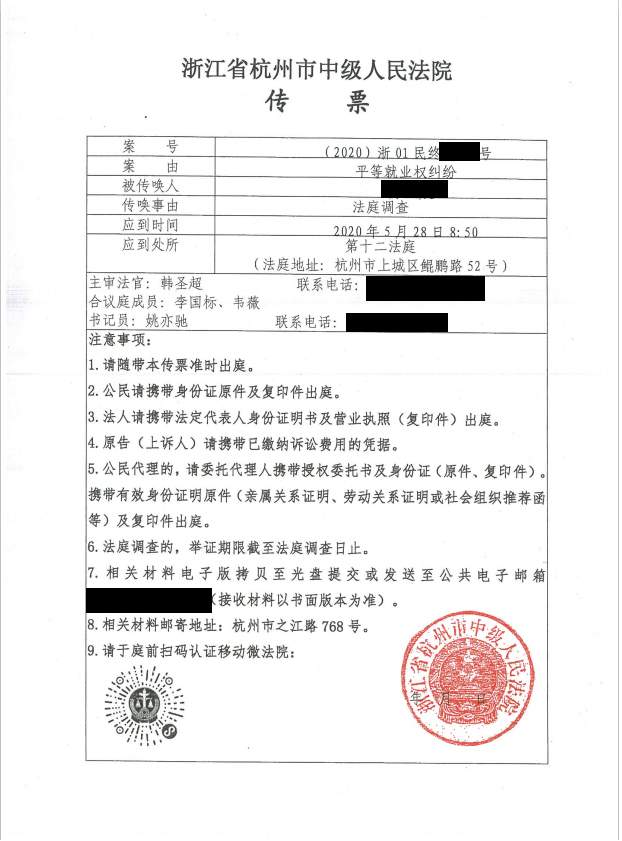 浙江省杭州市中级人民法院
传 票
案 号 （2020）浙 01 民终 号
案 由 平等就业权纠纷
被传唤人
传唤事由 法庭调查
应到时间 2020 年 5 月 28 日 8:50
应到处所 第十二法庭
（法庭地址：杭州市上城区鲲鹏路 52 号）
主审法官：韩圣超 联系电话：
合议庭成员：李国标、韦薇
书记员：姚亦驰 联系电话：
注意事项：
1.请随带本传票准时出庭。
2.公民请携带身份证原件及复印件出庭。
3.法人请携带法定代表人身份证明书及营业执照（复印件）出庭。
4.原告（上诉人）请携带已缴纳诉讼费用的凭据。
5.公民代理的，请委托代理人携带授权委托书及身份证（原件、复印件）。
携带有效身份证明原件（亲属关系证明、劳动关系证明或社会组织推荐函
等）及复印件出庭。
6.法庭调查的，举证期限截至法庭调查日止。
7.相关材料电子版拷贝至光盘提交或发送至公共电子邮箱
（接收材料以书面版本为准）。
8.相关材料邮寄地址：杭州市之江路 768 号。
9.请于庭前扫码认证移动微法院：
浙江省杭州市中级人民法院
年 月 日